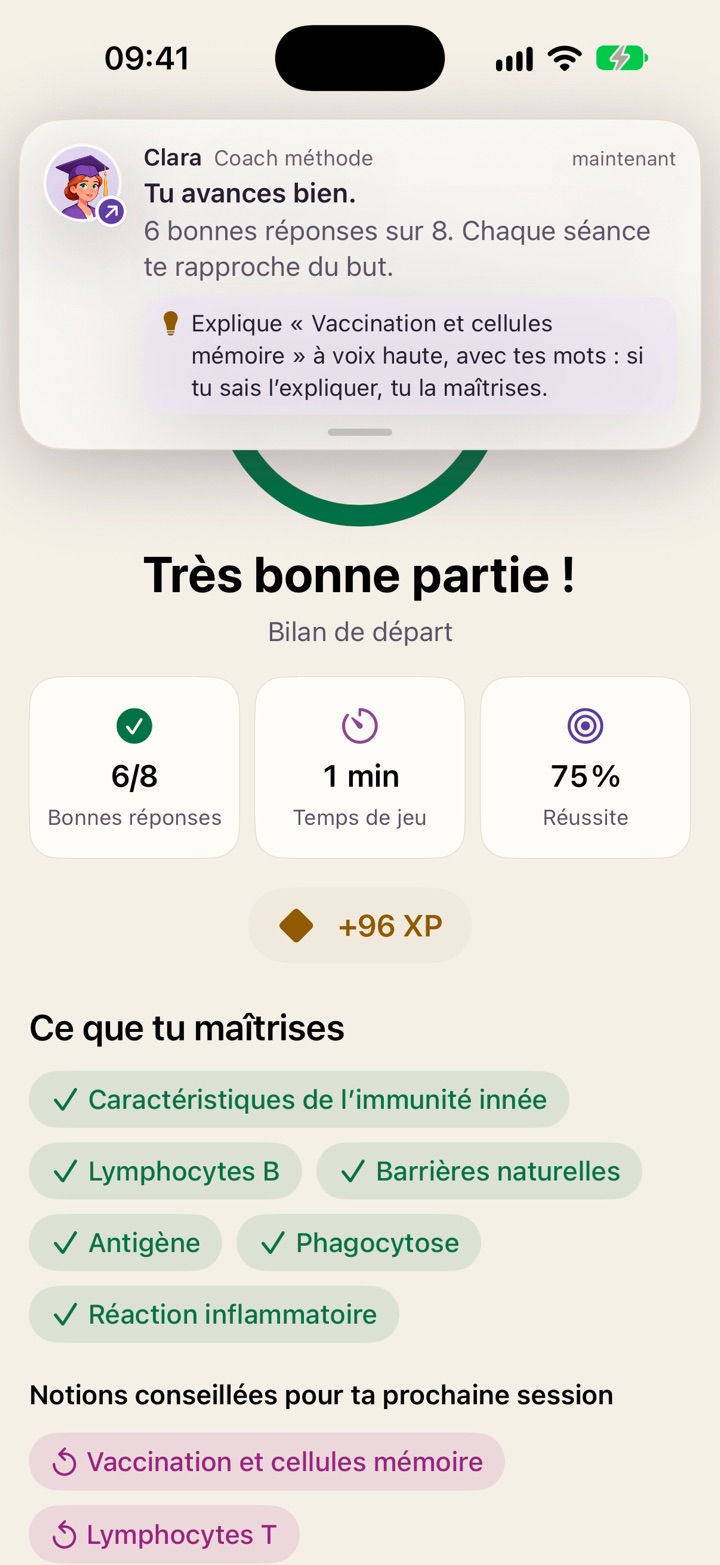 09:41
Clara Coach méthode maintenant
Tu avances bien.
6 bonnes réponses sur 8. Chaque séance
te rapproche du but.
Explique « Vaccination et cellules
mémoire » à voix haute, avec tes mots : si
tu sais l’expliquer, tu la maîtrises.
Très bonne partie !
Bilan de départ
6/8
Bonnes réponses
1 min
Temps de jeu
75 %
Réussite
+96 XP
Ce que tu maîtrises
Caractéristiques de l’immunité innée
Lymphocytes B
Barrières naturelles
Antigène
Phagocytose
Réaction inflammatoire
Notions conseillées pour ta prochaine session
Vaccination et cellules mémoire
Lymphocytes T